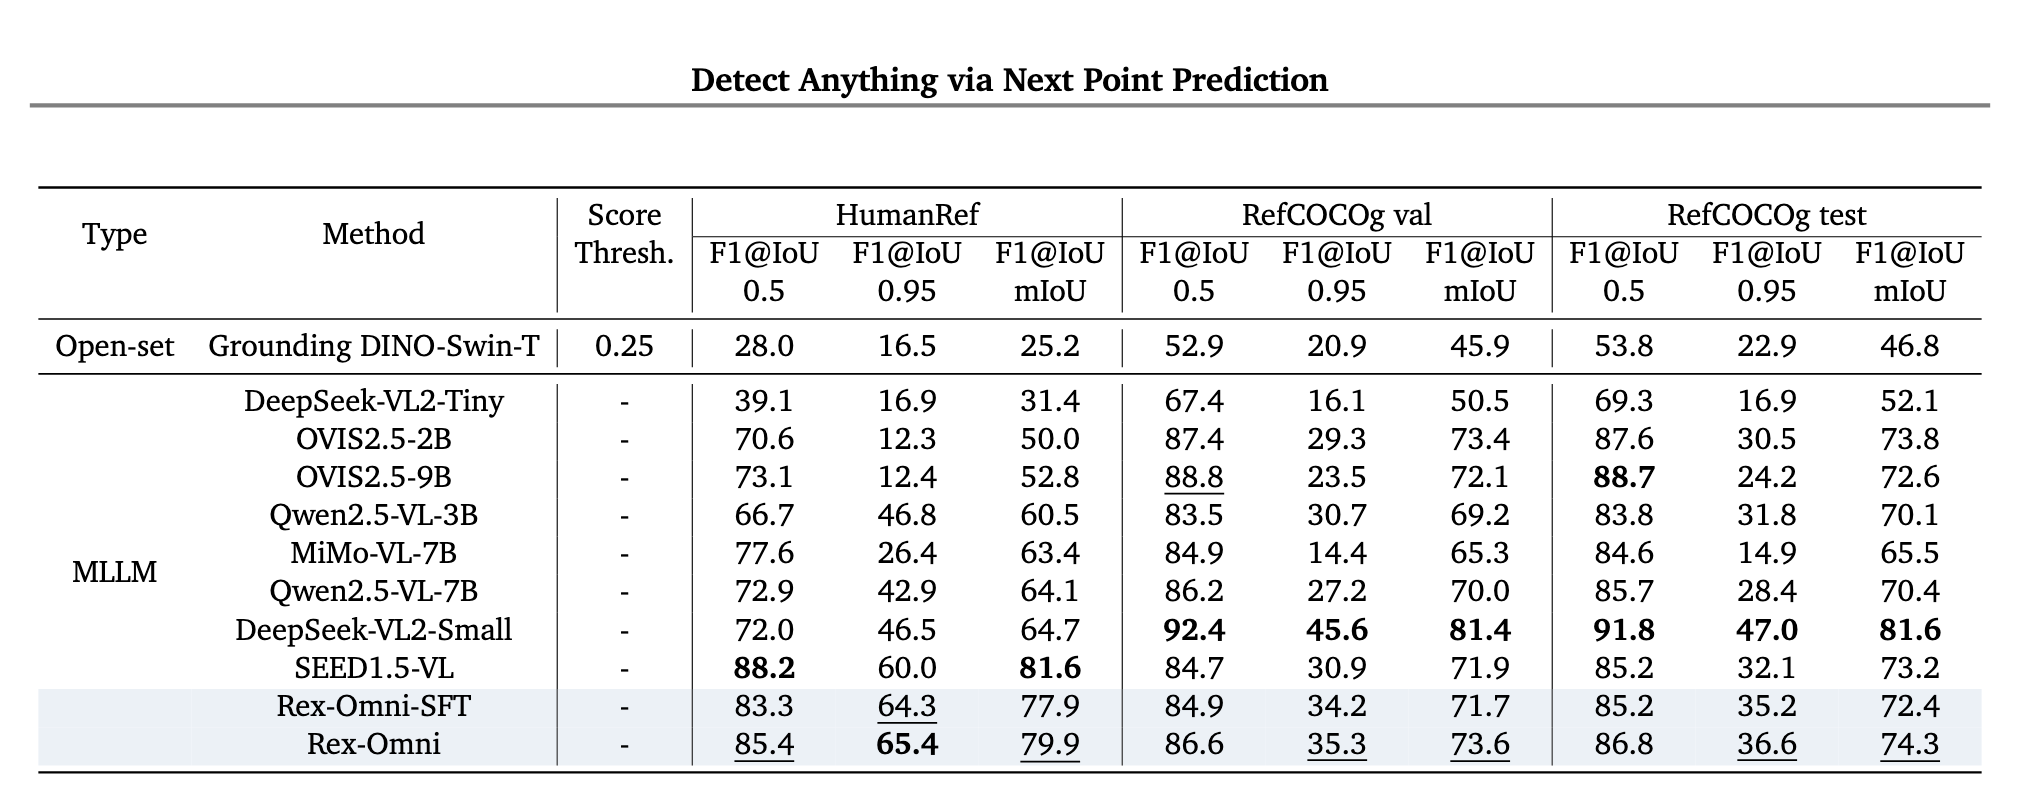 Detect Anything via Next Point Prediction
Type Method Score Thresh. HumanRef RefCOCOg val RefCOCOg test
F1@IoU 0.5 F1@IoU 0.95 F1@IoU mIoU F1@IoU 0.5 F1@IoU 0.95 F1@IoU mIoU F1@IoU 0.5 F1@IoU 0.95 F1@IoU mIoU
Open-set Grounding DINO-Swin-T 0.25 28.0 16.5 25.2 52.9 20.9 45.9 53.8 22.9 46.8
MLLM
DeepSeek-VL2-Tiny - 39.1 16.9 31.4 67.4 16.1 50.5 69.3 16.9 52.1
OVIS2.5-2B - 70.6 12.3 50.0 87.4 29.3 73.4 87.6 30.5 73.8
OVIS2.5-9B - 73.1 12.4 52.8 88.8 23.5 72.1 88.7 24.2 72.6
Qwen2.5-VL-3B - 66.7 46.8 60.5 83.5 30.7 69.2 83.8 31.8 70.1
MiMo-VL-7B - 77.6 26.4 63.4 84.9 14.4 65.3 84.6 14.9 65.5
Qwen2.5-VL-7B - 72.9 42.9 64.1 86.2 27.2 70.0 85.7 28.4 70.4
DeepSeek-VL2-Small - 72.0 46.5 64.7 92.4 45.6 81.4 91.8 47.0 81.6
SEED1.5-VL - 88.2 60.0 81.6 84.7 30.9 71.9 85.2 32.1 73.2
Rex-Omni-SFT - 83.3 64.3 77.9 84.9 34.2 71.7 85.2 35.2 72.4
Rex-Omni - 85.4 65.4 79.9 86.6 35.3 73.6 86.8 36.6 74.3